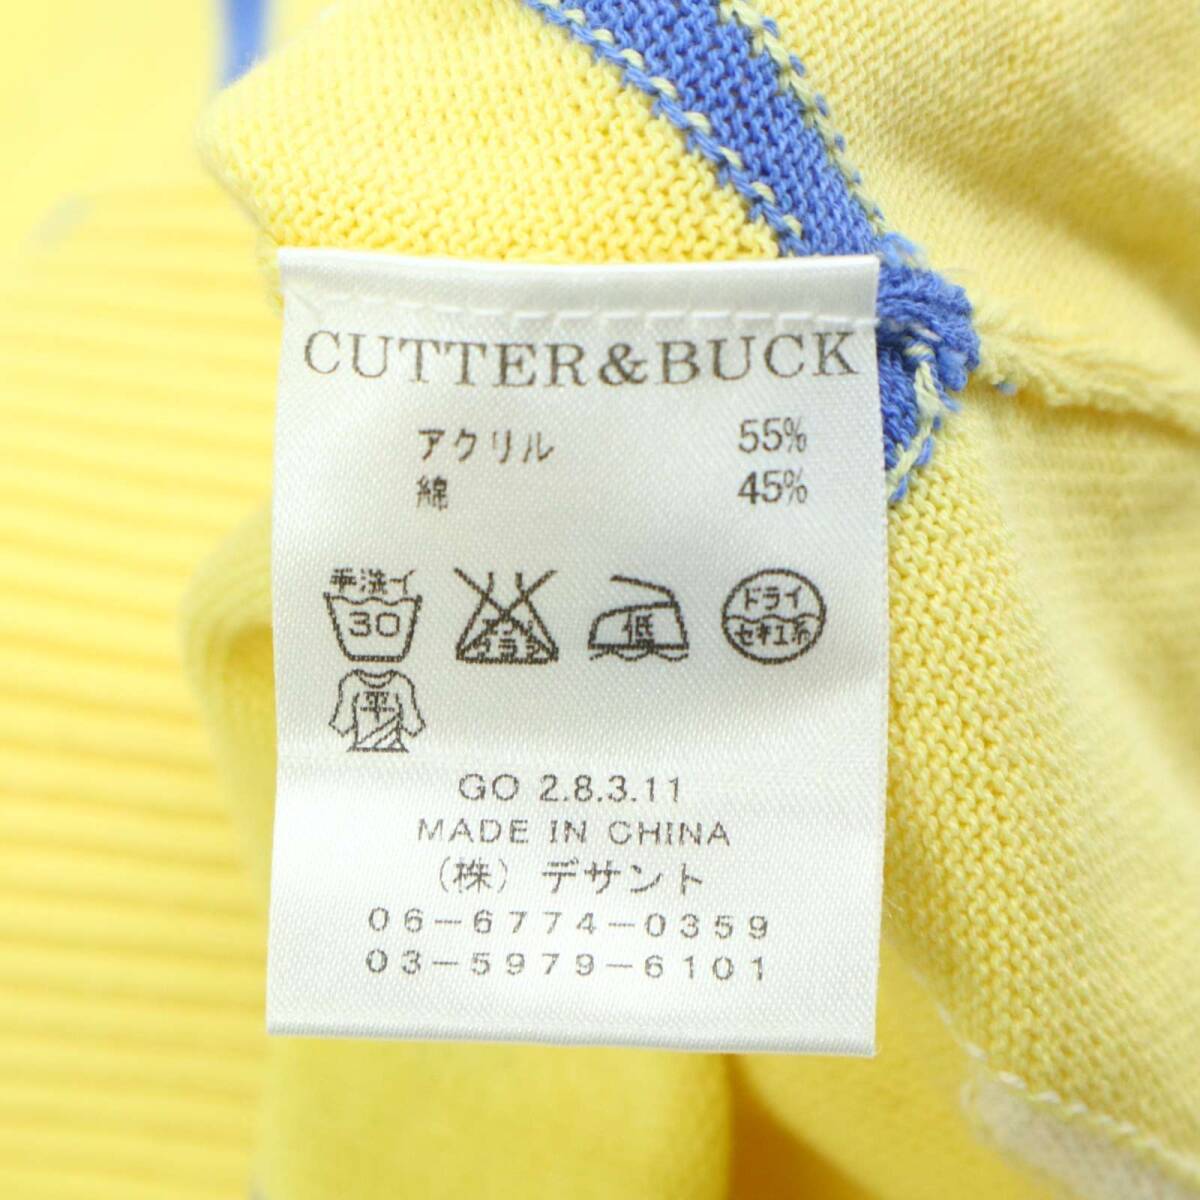 CUTTER&BUCK
アクリル 55%
綿 45%
手洗イ
30
低
ドライ
セキユ系
平
GO 2.8.3.11
MADE IN CHINA
(株) デサント
06-6774-0359
03-5979-6101